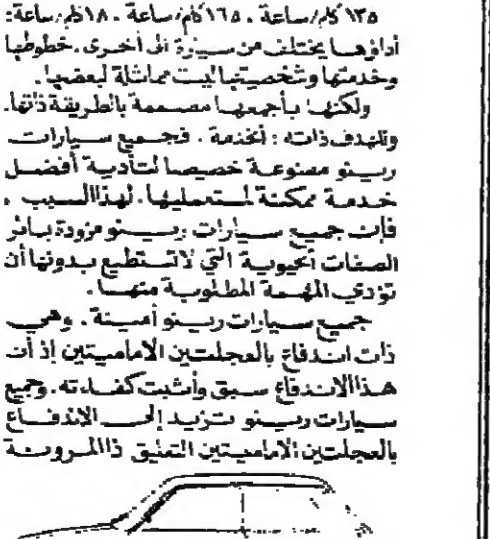 ١٣٥ كلم/ساعة ، ١٦٥ كلم/ساعة ، ١٨٠ كلم/ساعة:
أداؤها يختلف من سيارة الى أخرى. خطوطها
وخدمتها وشخصيتها ليست مماثلة لبعضها.
ولكنها بأجمعها مصممة بالطريقة ذاتها.
وللهدف ذاته : الخدمة . فجميع سيارات
رينو مصنوعة خصيصا لتأدية أفضل
خدمة ممكنة لمستعمليها. لهذا السبب ،
فإن جميع سيارات رينو مزودة بسائر
الصفات الحيوية التي لا تستطيع بدونها أن
تؤدي المهمة المطلوبة منها.
جميع سيارات رينو أمينة . وهي
ذات اندفاع بالعجلتين الاماميتين إذ أن
هذا الاندفاع سبق وأثبت كفاءته . وجميع
سيارات رينو تزيد إلى الاندفاع
بالعجلتين الاماميتين التعليق ذا المرونة